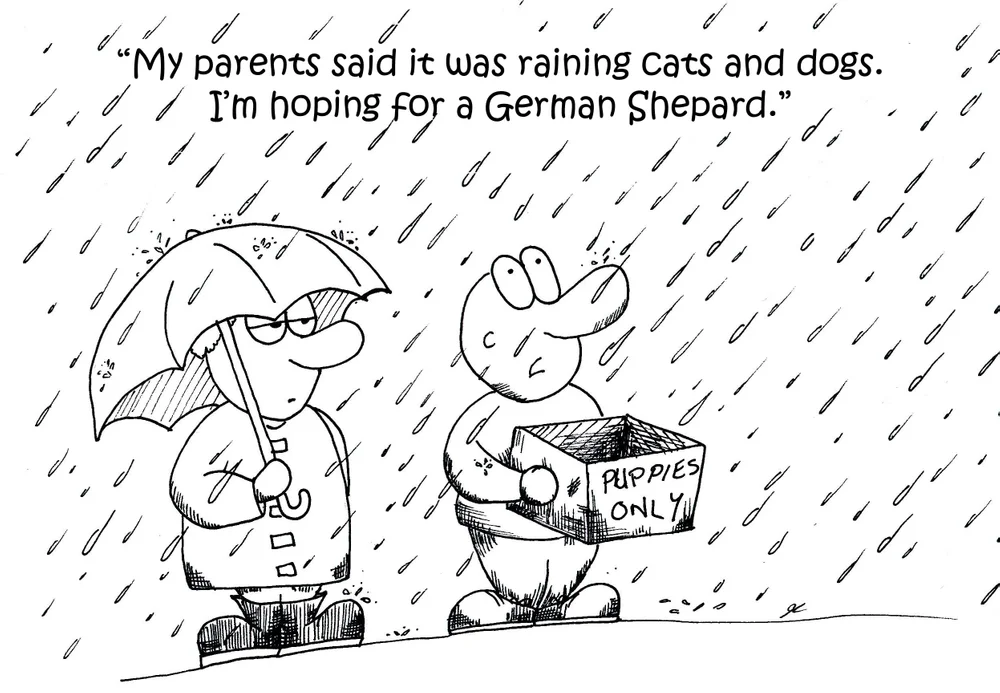 “My parents said it was raining cats and dogs.
I’m hoping for a German Shepard.”
PUPPIES
ONLY